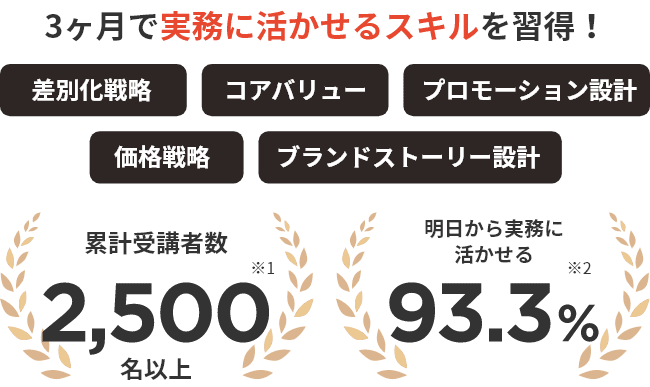 3ヶ月で実務に活かせるスキルを習得！
差別化戦略
コアバリュー
プロモーション設計
価格戦略
ブランドストーリー設計
累計受講者数
※1
2,500
名以上
明日から実務に
活かせる
※2
93.3%